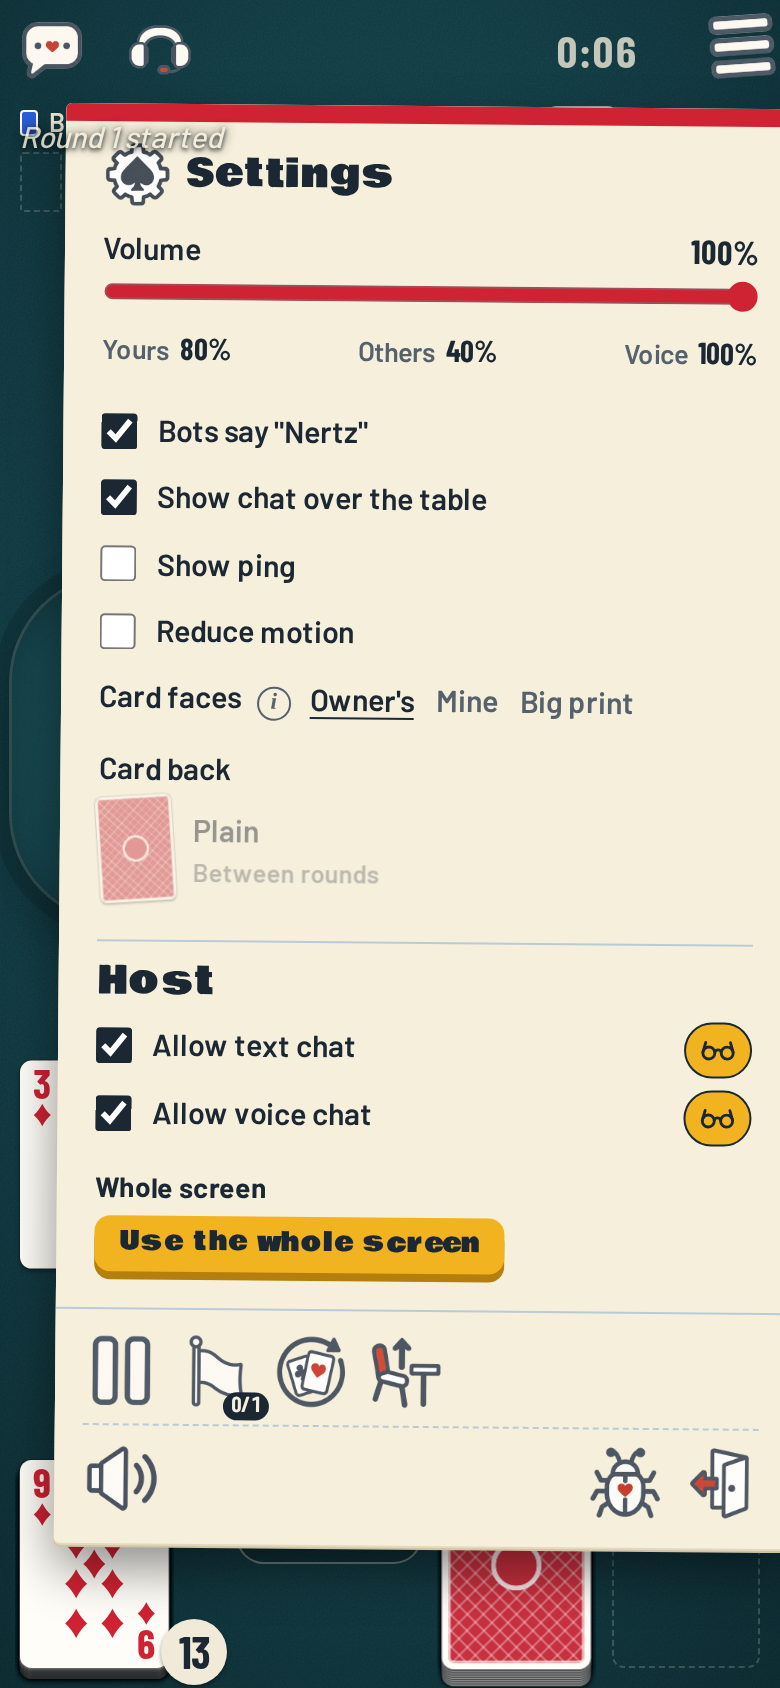 0:06
B
Round 1 started
Settings
Volume 100%
Yours 80% Others 40% Voice 100%
Bots say "Nertz"
Show chat over the table
Show ping
Reduce motion
Card faces i Owner's Mine Big print
Card back
Plain
Between rounds
Host
3
Allow text chat
Allow voice chat
Whole screen
Use the whole screen
0/1
9
9
13